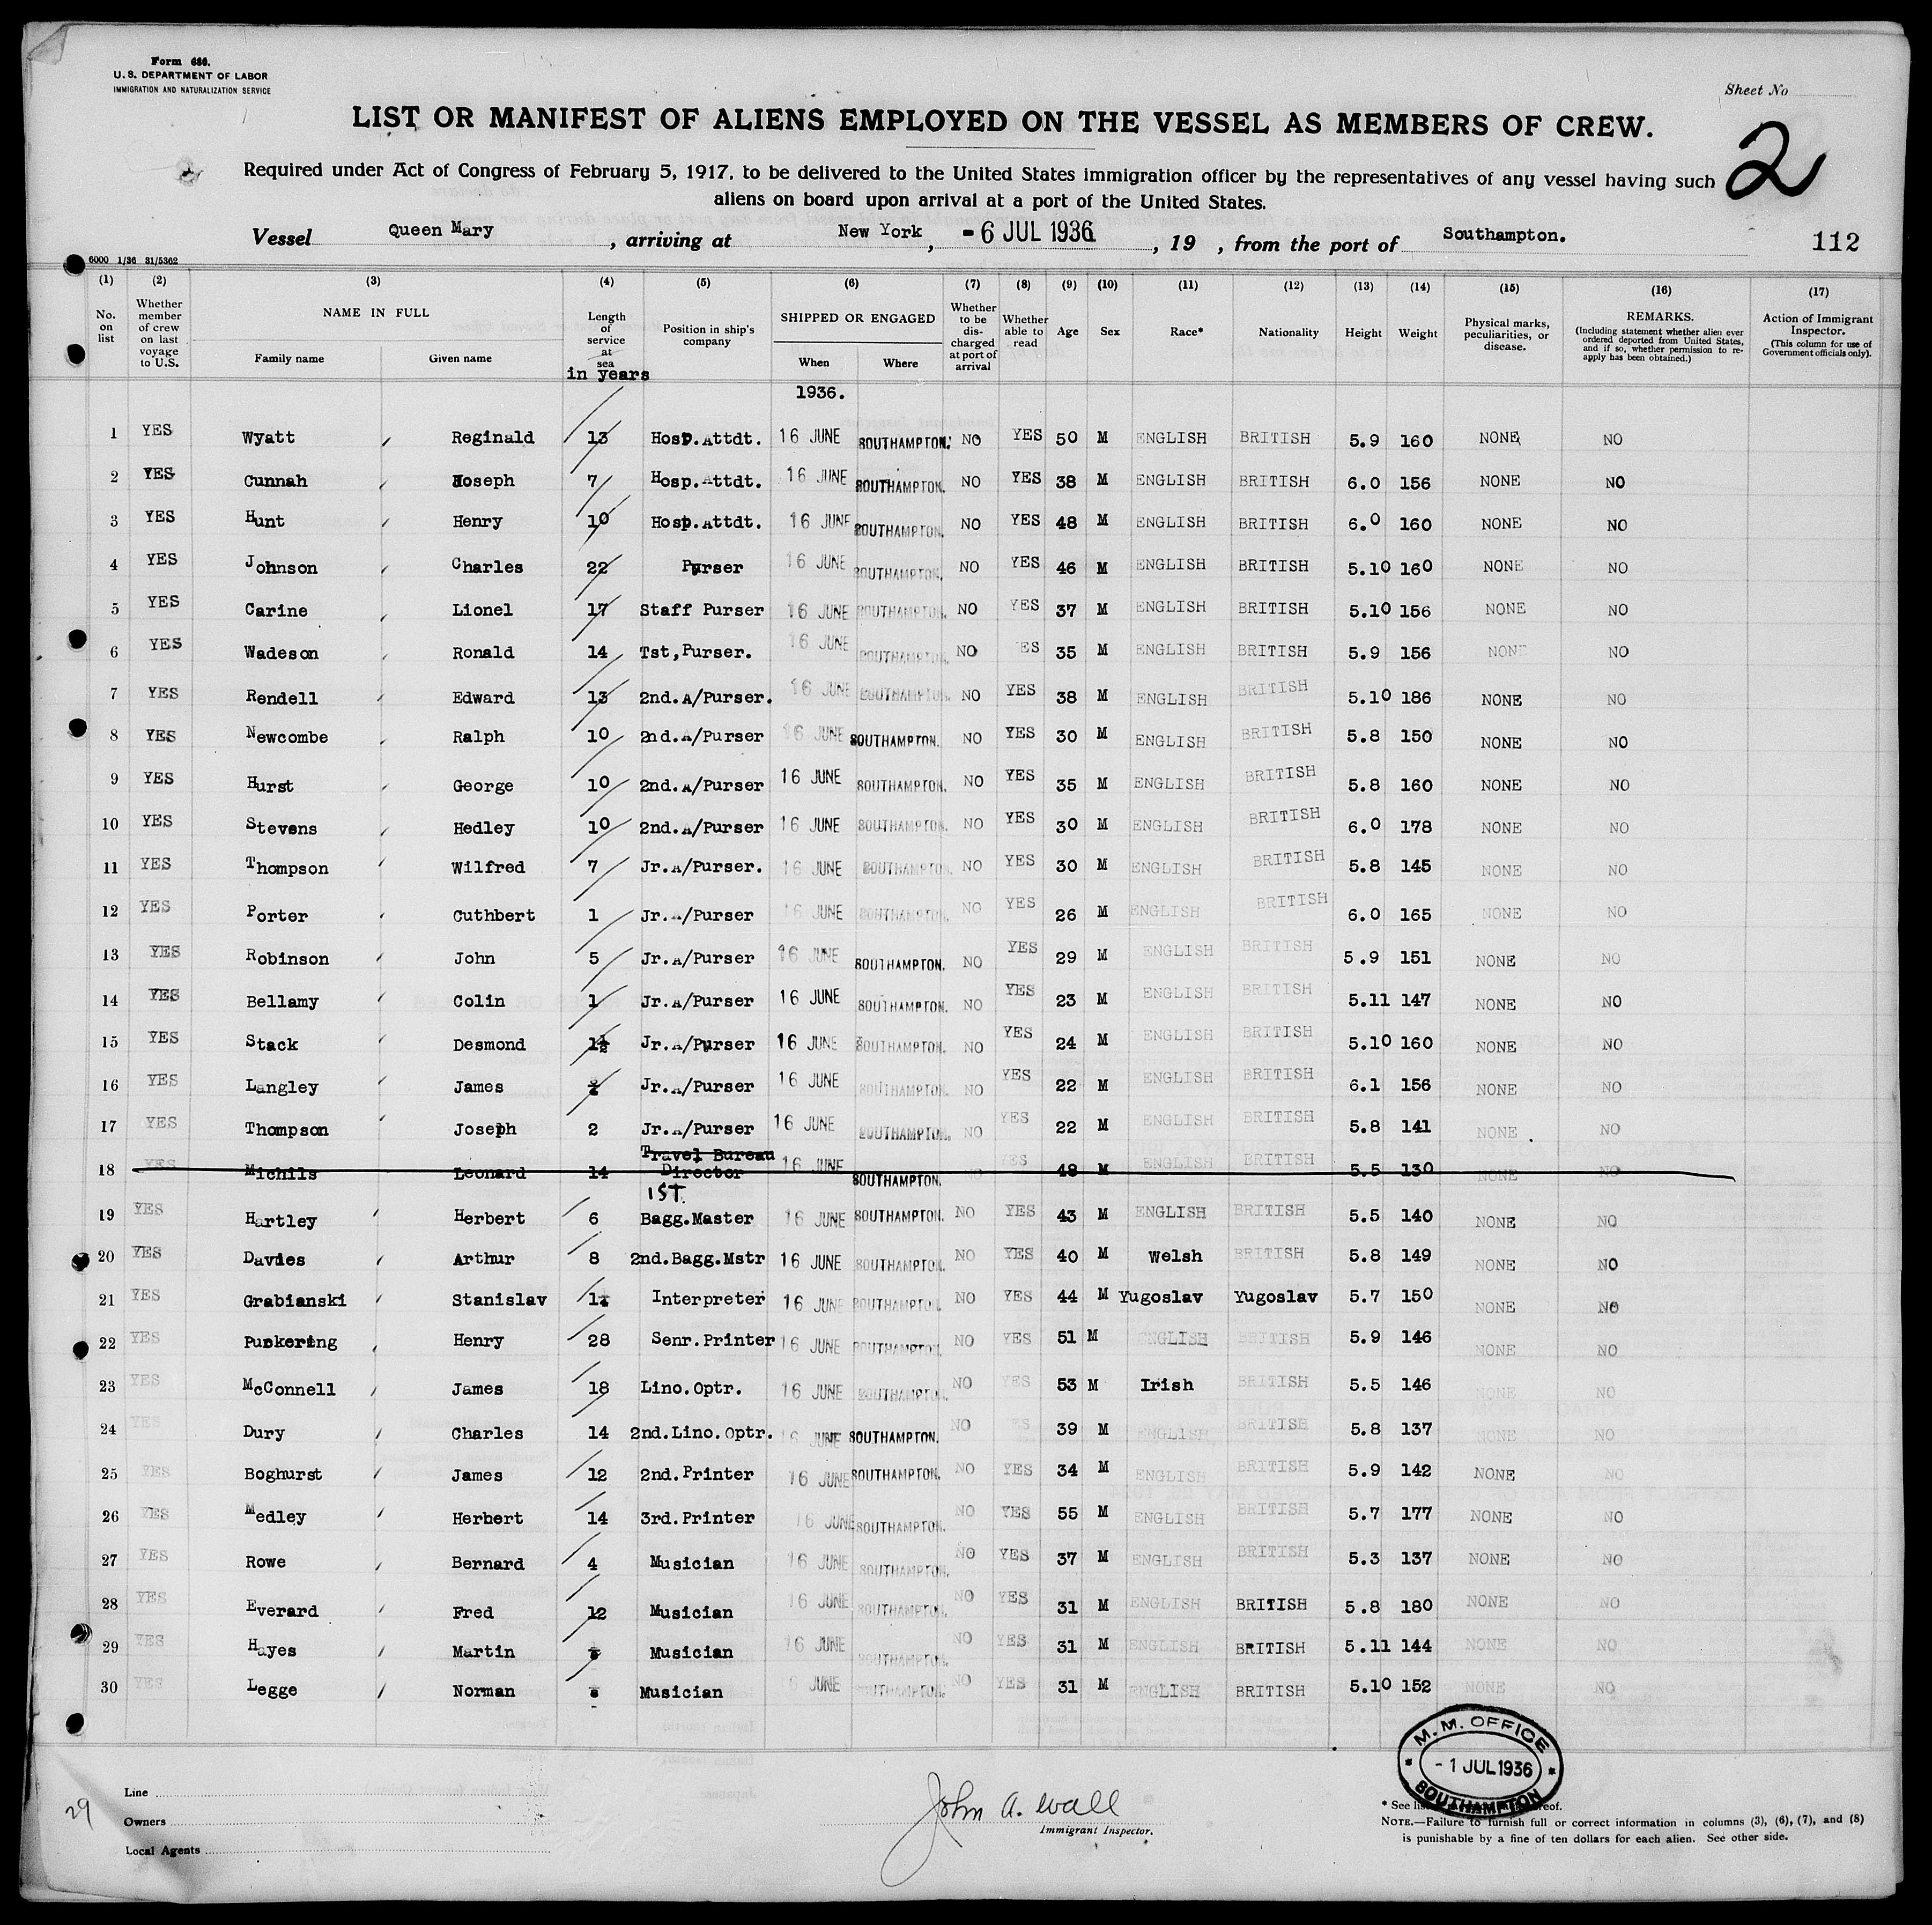 Form 680.
U. S. DEPARTMENT OF LABOR
IMMIGRATION AND NATURALIZATION SERVICE
Sheet No
LIST OR MANIFEST OF ALIENS EMPLOYED ON THE VESSEL AS MEMBERS OF CREW.
2
Required under Act of Congress of February 5, 1917, to be delivered to the United States immigration officer by the representatives of any vessel having such
aliens on board upon arrival at a port of the United States.
Vessel Queen Mary, arriving at New York, - 6 JUL 1936, 19 , from the port of Southampton.
112
6000 1/36 31/5362
(1) (2) (3) (4) (5) (6) (7) (8) (9) (10) (11) (12) (13) (14) (15) (16) (17)
No. on list
Whether member of crew on last voyage to U.S.
NAME IN FULL
Family name Given name
Length of service at sea in years
Position in ship's company
SHIPPED OR ENGAGED
When Where
Whether to be discharged at port of arrival
Whether able to read
Age Sex Race* Nationality Height Weight
Physical marks, peculiarities, or disease.
REMARKS.
(Including statement whether alien ever ordered deported from United States, and if so, whether permission to reapply has been obtained.)
Action of Immigrant Inspector.
(This column for use of Government officials only).
1936.
1 YES Wyatt Reginald 13 Hosp.Attdt. 16 JUNE SOUTHAMPTON. NO YES 50 M ENGLISH BRITISH 5.9 160 NONE NO
2 YES Cunnah Joseph 7 Hosp.Attdt. 16 JUNE SOUTHAMPTON. NO YES 38 M ENGLISH BRITISH 6.0 156 NONE NO
3 YES Hunt Henry 10 Hosp.Attdt. 16 JUNE SOUTHAMPTON. NO YES 48 M ENGLISH BRITISH 6.0 160 NONE NO
4 YES Johnson Charles 22 Purser 16 JUNE SOUTHAMPTON. NO YES 46 M ENGLISH BRITISH 5.10 160 NONE NO
5 YES Carine Lionel 17 Staff Purser 16 JUNE SOUTHAMPTON. NO YES 37 M ENGLISH BRITISH 5.10 156 NONE NO
6 YES Wadeson Ronald 14 Tst,Purser. 16 JUNE SOUTHAMPTON. NO YES 35 M ENGLISH BRITISH 5.9 156 NONE NO
7 YES Rendell Edward 13 2nd.A/Purser. 16 JUNE SOUTHAMPTON. NO YES 38 M ENGLISH BRITISH 5.10 186 NONE NO
8 YES Newcombe Ralph 10 2nd.A/Purser 16 JUNE SOUTHAMPTON. NO YES 30 M ENGLISH BRITISH 5.8 150 NONE NO
9 YES Hurst George 10 2nd.A/Purser 16 JUNE SOUTHAMPTON. NO YES 35 M ENGLISH BRITISH 5.8 160 NONE NO
10 YES Stevens Hedley 10 2nd.A/Purser 16 JUNE SOUTHAMPTON. NO YES 30 M ENGLISH BRITISH 6.0 178 NONE NO
11 YES Thompson Wilfred 7 Jr.A/Purser. 16 JUNE SOUTHAMPTON. NO YES 30 M ENGLISH BRITISH 5.8 145 NONE NO
12 YES Porter Cuthbert 1 Jr.A/Purser 16 JUNE SOUTHAMPTON. NO YES 26 M ENGLISH BRITISH 6.0 165 NONE NO
13 YES Robinson John 5 Jr.A/Purser 16 JUNE SOUTHAMPTON. NO YES 29 M ENGLISH BRITISH 5.9 151 NONE NO
14 YES Bellamy Colin 1 Jr.A/Purser 16 JUNE SOUTHAMPTON. NO YES 23 M ENGLISH BRITISH 5.11 147 NONE NO
15 YES Stack Desmond 1½ Jr.A/Purser 16 JUNE SOUTHAMPTON. NO YES 24 M ENGLISH BRITISH 5.10 160 NONE NO
16 YES Langley James Jr.A/Purser 16 JUNE SOUTHAMPTON. NO YES 22 M ENGLISH BRITISH 6.1 156 NONE NO
17 YES Thompson Joseph 2 Jr.A/Purser 16 JUNE SOUTHAMPTON. NO YES 22 M ENGLISH BRITISH 5.8 141 NONE NO
18 YES Michils Leonard 14 Travel Bureau Director 16 JUNE SOUTHAMPTON. NO YES 48 M ENGLISH BRITISH 5.5 130 NONE NO
19 YES Hartley Herbert 6 1ST. Bagg.Master 16 JUNE SOUTHAMPTON. NO YES 43 M ENGLISH BRITISH 5.5 140 NONE NO
20 YES Davies Arthur 8 2nd.Bagg.Mstr 16 JUNE SOUTHAMPTON. NO YES 40 M Welsh BRITISH 5.8 149 NONE NO
21 YES Grabianski Stanislav Interpreter 16 JUNE SOUTHAMPTON. NO YES 44 M Yugoslav Yugoslav 5.7 150 NONE NO
22 YES Puckering Henry 28 Senr.Printer 16 JUNE SOUTHAMPTON. NO YES 51 M ENGLISH BRITISH 5.9 146 NONE NO
23 YES McConnell James 18 Lino.Optr. 16 JUNE SOUTHAMPTON. NO YES 53 M Irish BRITISH 5.5 146 NONE NO
24 YES Dury Charles 14 2nd.Lino.Optr. 16 JUNE SOUTHAMPTON. NO YES 39 M ENGLISH BRITISH 5.8 137 NONE NO
25 YES Boghurst James 12 2nd.Printer 16 JUNE SOUTHAMPTON. NO YES 34 M ENGLISH BRITISH 5.9 142 NONE NO
26 YES Medley Herbert 14 3rd.Printer 16 JUNE SOUTHAMPTON. NO YES 55 M ENGLISH BRITISH 5.7 177 NONE NO
27 YES Rowe Bernard 4 Musician 16 JUNE SOUTHAMPTON. NO YES 37 M ENGLISH BRITISH 5.3 137 NONE NO
28 YES Everard Fred 12 Musician 16 JUNE SOUTHAMPTON. NO YES 31 M ENGLISH BRITISH 5.8 180 NONE NO
29 YES Hayes Martin Musician 16 JUNE SOUTHAMPTON. NO YES 31 M ENGLISH BRITISH 5.11 144 NONE NO
30 YES Legge Norman Musician 16 JUNE SOUTHAMPTON. NO YES 31 M ENGLISH BRITISH 5.10 152 NONE NO
M. M. OFFICE
- 1 JUL 1936
SOUTHAMPTON
29
Line
Owners
Local Agents
John A. Wall
Immigrant Inspector.
* See hereof.
NOTE.—Failure to furnish full or correct information in columns (3), (6), (7), and (8)
is punishable by a fine of ten dollars for each alien. See other side.